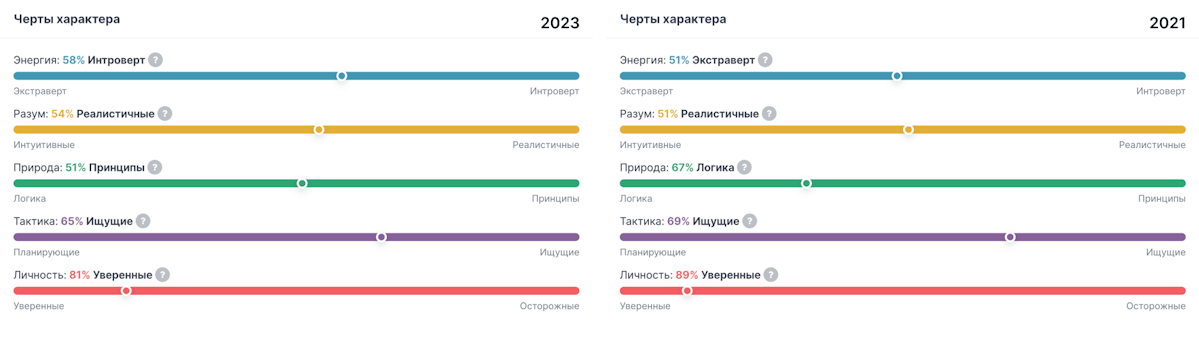 Черты характера
2023
Энергия: 58% Интроверт ?
Экстраверт Интроверт
Разум: 54% Реалистичные ?
Интуитивные Реалистичные
Природа: 51% Принципы ?
Логика Принципы
Тактика: 65% Ищущие ?
Планирующие Ищущие
Личность: 81% Уверенные ?
Уверенные Осторожные
Черты характера
2021
Энергия: 51% Экстраверт ?
Экстраверт Интроверт
Разум: 51% Реалистичные ?
Интуитивные Реалистичные
Природа: 67% Логика ?
Логика Принципы
Тактика: 69% Ищущие ?
Планирующие Ищущие
Личность: 89% Уверенные ?
Уверенные Осторожные